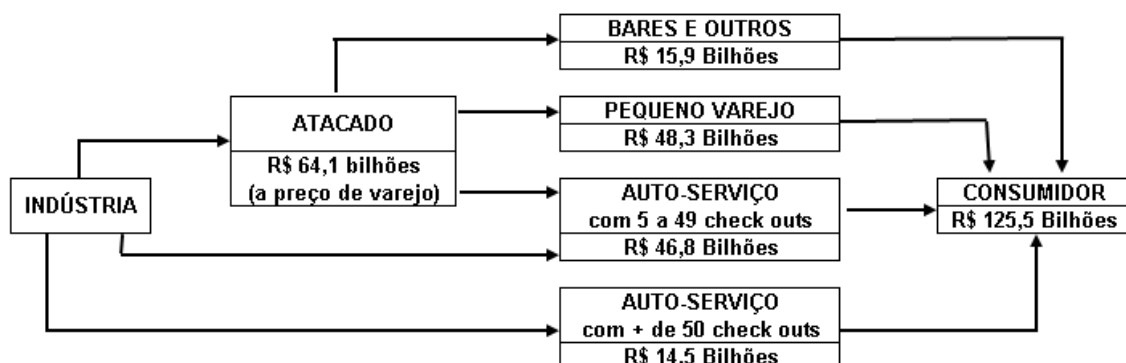 BARES E OUTROS
R$ 15,9 Bilhões
ATACADO
R$ 64,1 bilhões
(a preço de varejo)
PEQUENO VAREJO
R$ 48,3 Bilhões
INDÚSTRIA
AUTO-SERVIÇO
com 5 a 49 check outs
R$ 46,8 Bilhões
CONSUMIDOR
R$ 125,5 Bilhões
AUTO-SERVIÇO
com + de 50 check outs
R$ 14,5 Bilhões